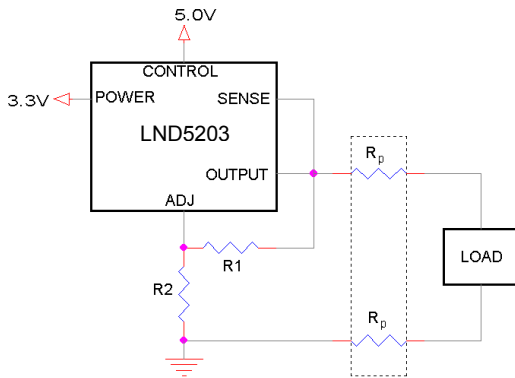 5.0V
CONTROL
3.3V
POWER
SENSE
LND5203
OUTPUT
Rp
ADJ
R1
LOAD
R2
Rp